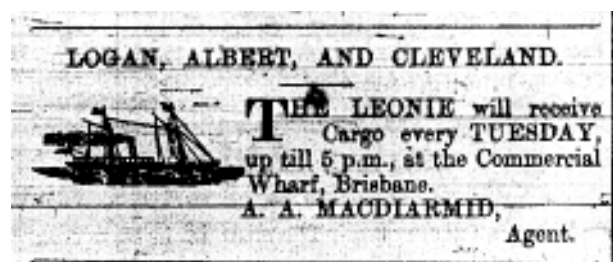 LOGAN, ALBERT, AND CLEVELAND.
THE LEONIE will receive
Cargo every TUESDAY,
up till 5 p.m., at the Commercial
Wharf, Brisbane.
A. A. MACDIARMID,
Agent.